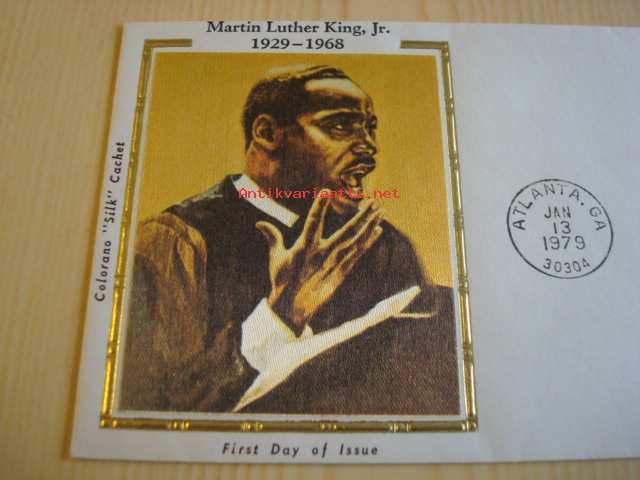 Martin Luther King, Jr.
1929–1968
Colorano "Silk" Cachet
Antikvariaatti.net
ATLANTA, GA
JAN
13
1979
30304
First Day of Issue